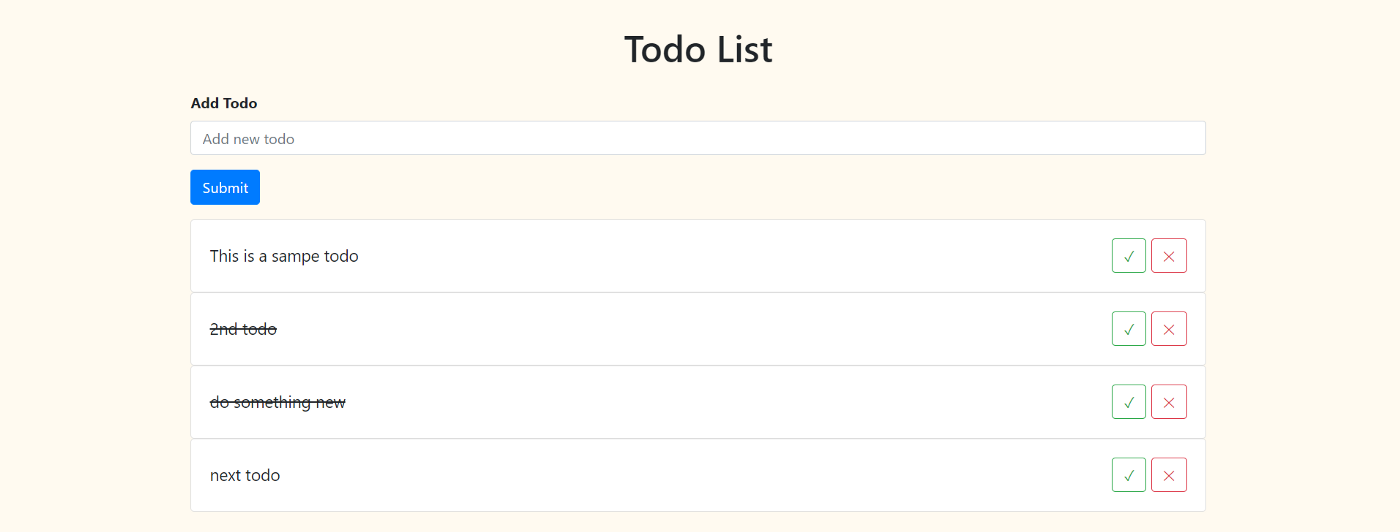 Todo List
Add Todo
Add new todo
Submit
This is a sampe todo
✓ ✕
2nd todo
✓ ✕
do something new
✓ ✕
next todo
✓ ✕